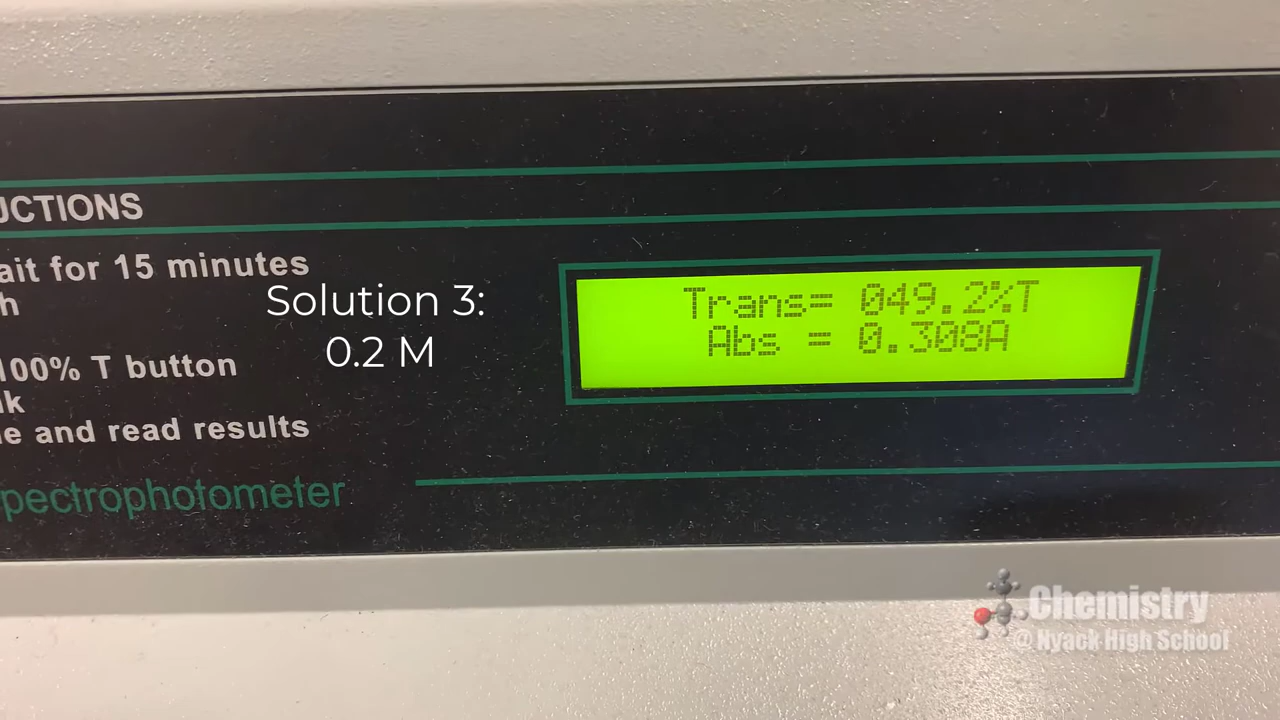 UCTIONS
ait for 15 minutes
h
100% T button
k
e and read results
pectrophotometer
Solution 3:
0.2 M
Trans= 049.2%T
Abs = 0.308A
Chemistry
@ Nyack High School